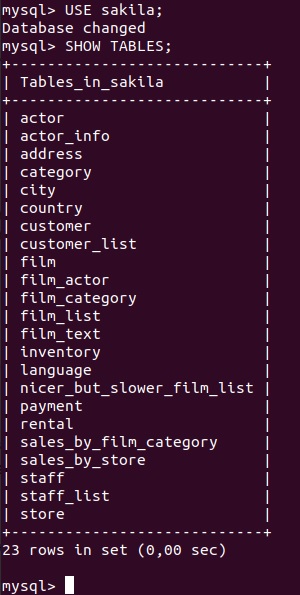 mysql> USE sakila;
Database changed
mysql> SHOW TABLES;
+----------------------------+
| Tables_in_sakila           |
+----------------------------+
| actor                      |
| actor_info                 |
| address                    |
| category                   |
| city                       |
| country                    |
| customer                   |
| customer_list              |
| film                       |
| film_actor                 |
| film_category              |
| film_list                  |
| film_text                  |
| inventory                  |
| language                   |
| nicer_but_slower_film_list |
| payment                    |
| rental                     |
| sales_by_film_category     |
| sales_by_store             |
| staff                      |
| staff_list                 |
| store                      |
+----------------------------+
23 rows in set (0,00 sec)
mysql>